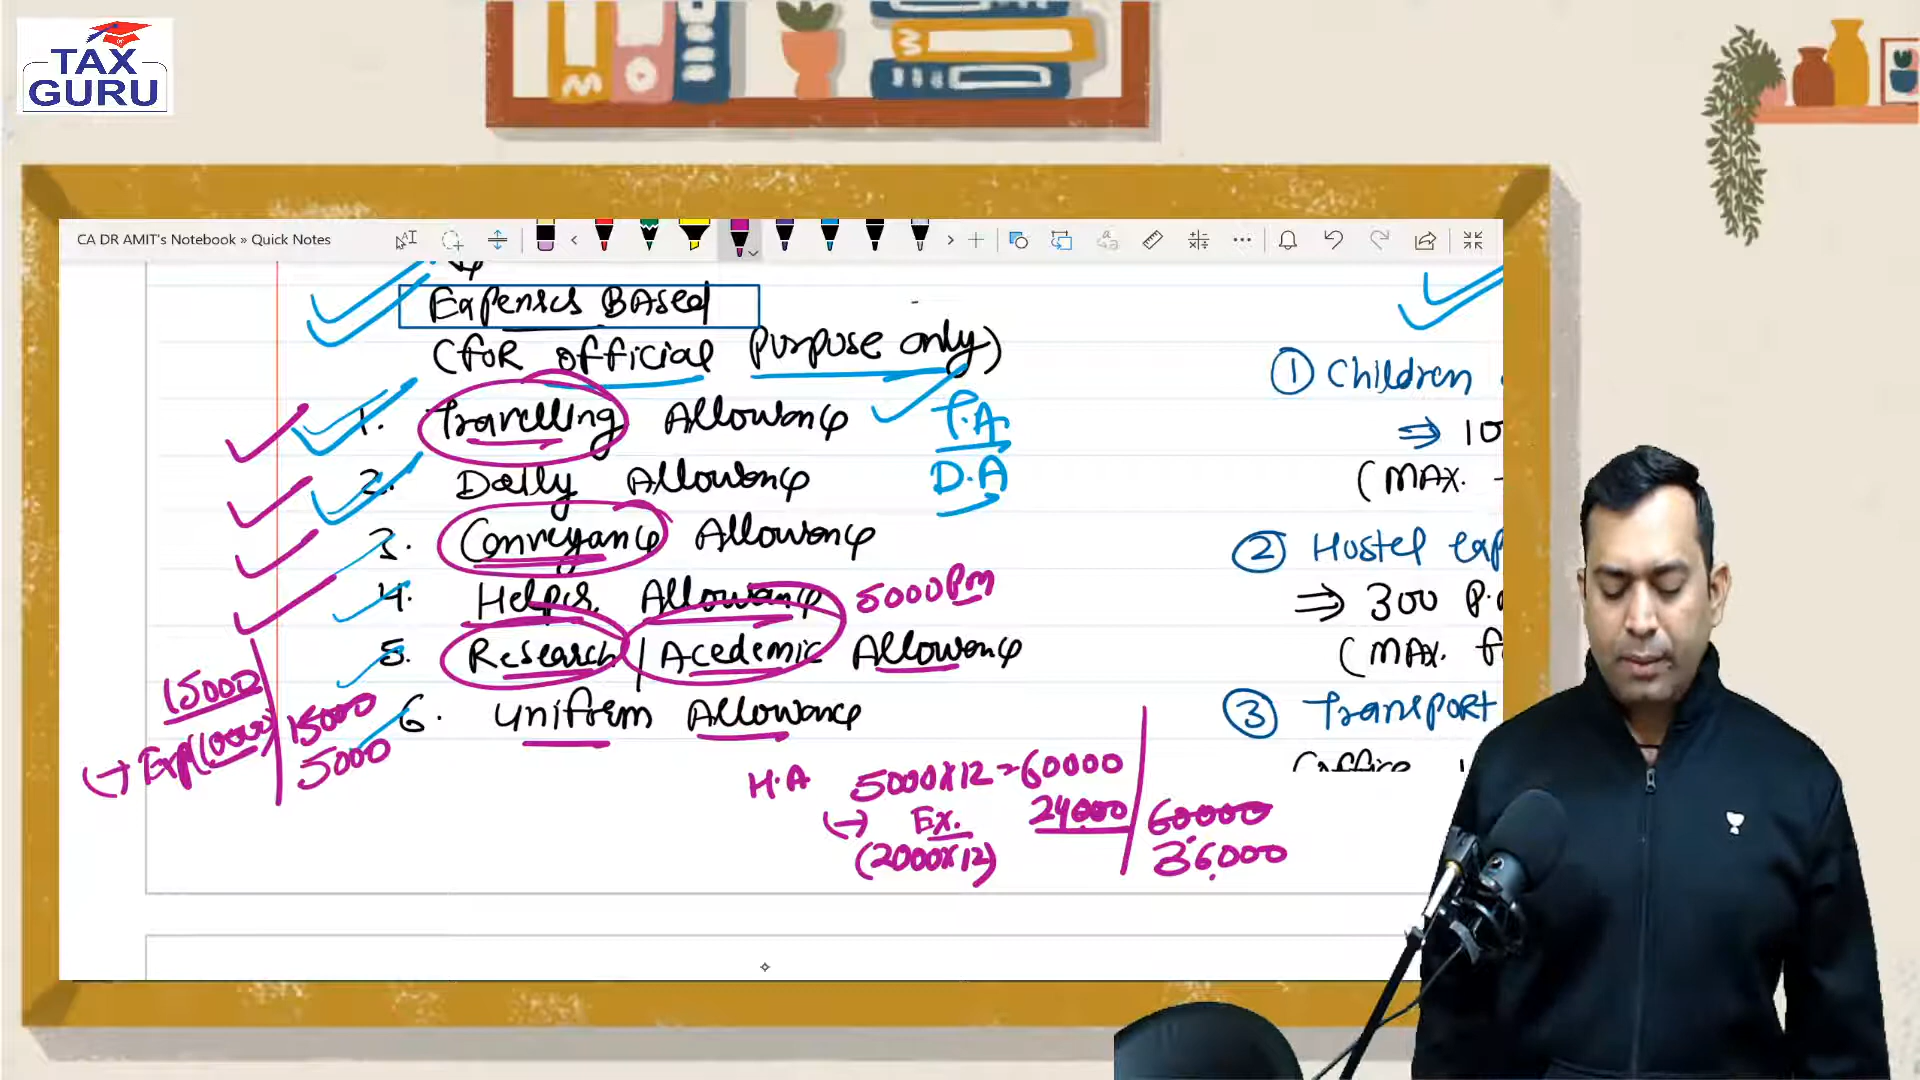 TAX
GURU
CA DR AMIT's Notebook » Quick Notes
Expenses BAsed
(foR official purpose only)
1. Travelling Allowance T.A
2. Daily Allowance D.A
3. Conveyance Allowance
4. Helper Allowance 5000 Pm
5. Research / Academic Allowance
6. Uniform Allowance
15000
Exp(10000) 15000
5000
H.A 5000x12=60000
Ex. 24000 60000
(2000x12) 36000
① Children
⇒ 10
(MAX.
② Hostel exp
⇒ 300 P.
(MAX. f
③ Transport